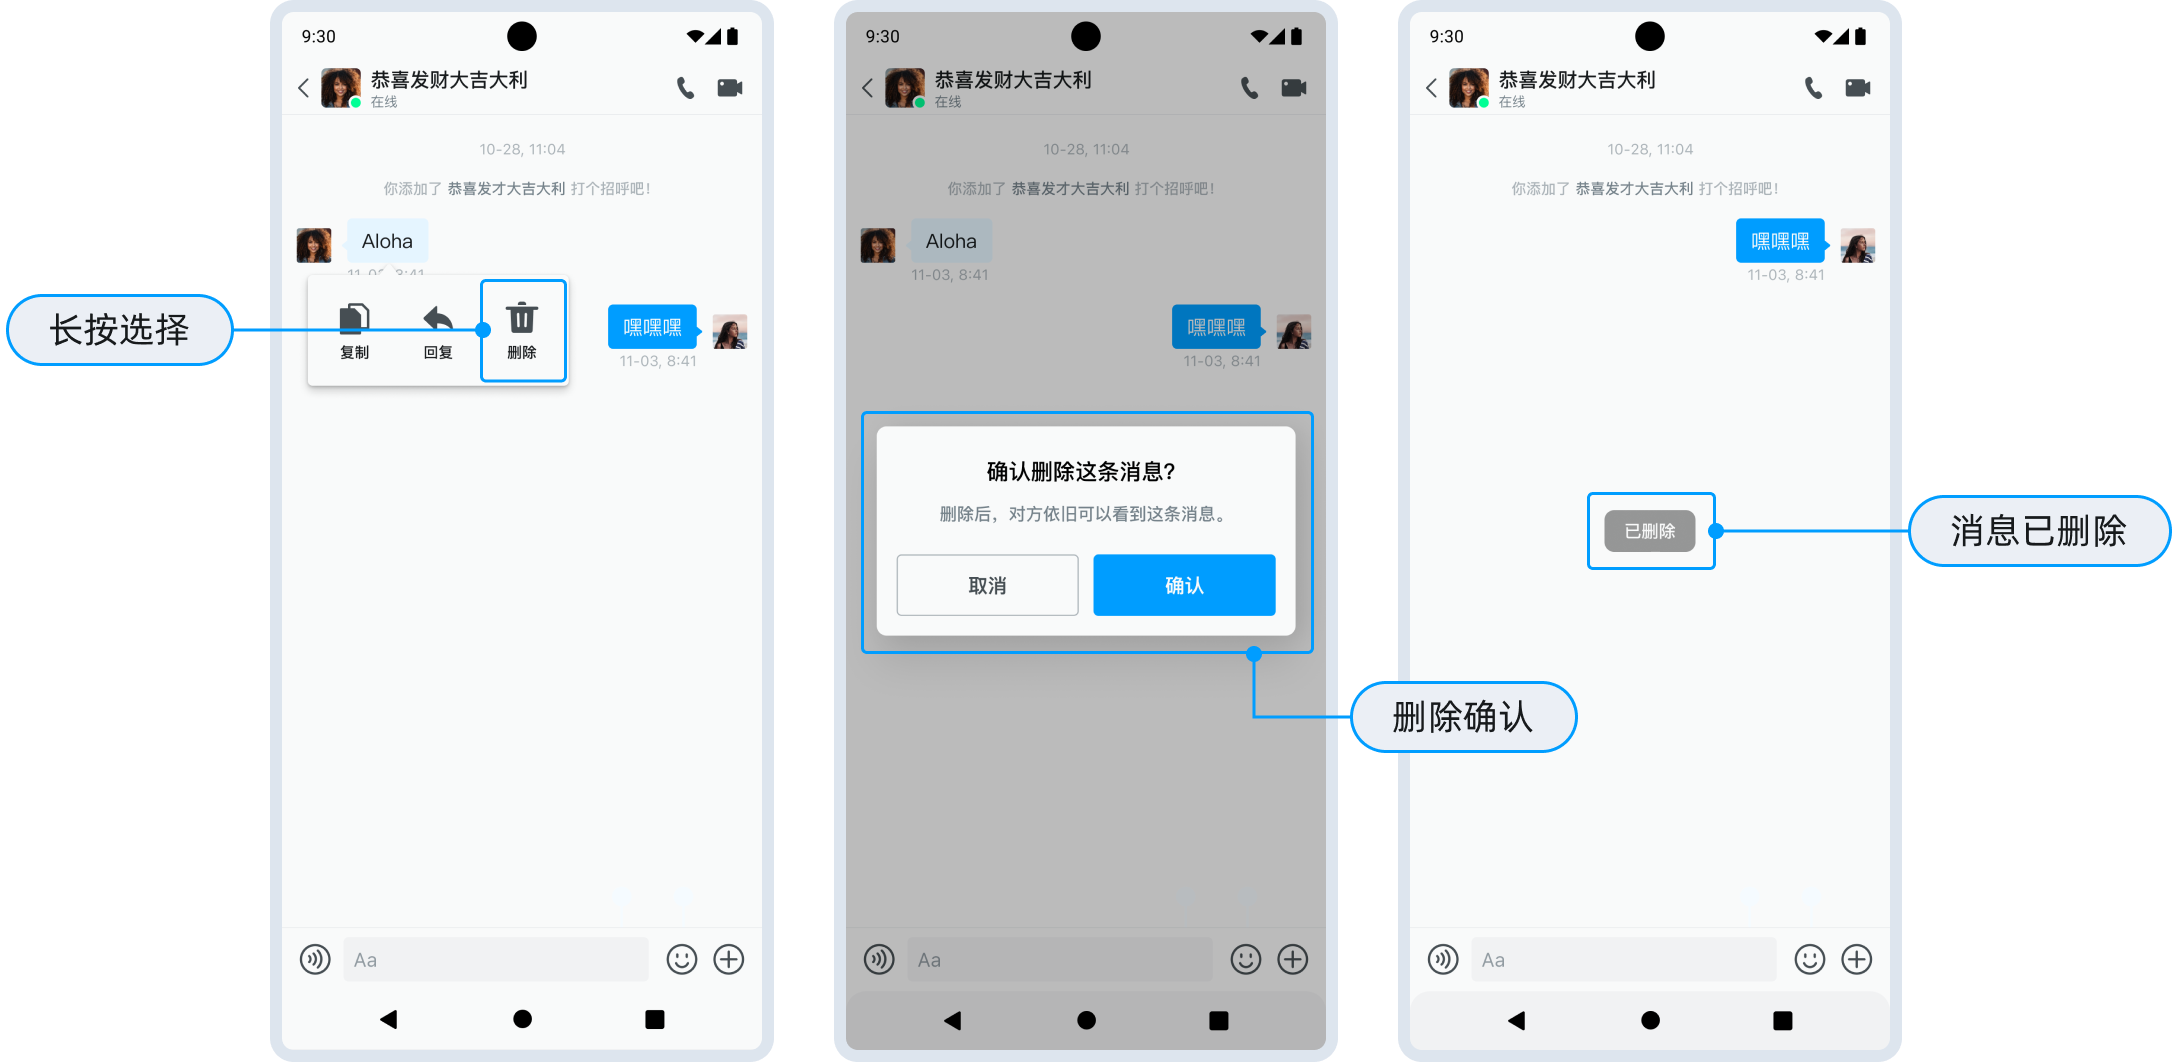 9:30
恭喜发财大吉大利
在线
10-28, 11:04
你添加了 恭喜发才大吉大利 打个招呼吧!
Aloha
11-03, 8:41
复制
回复
删除
嘿嘿嘿
11-03, 8:41
长按选择
Aa
9:30
恭喜发财大吉大利
在线
10-28, 11:04
你添加了 恭喜发才大吉大利 打个招呼吧!
Aloha
11-03, 8:41
嘿嘿嘿
11-03, 8:41
确认删除这条消息?
删除后，对方依旧可以看到这条消息。
取消
确认
删除确认
Aa
9:30
恭喜发财大吉大利
在线
10-28, 11:04
你添加了 恭喜发才大吉大利 打个招呼吧!
嘿嘿嘿
11-03, 8:41
已删除
消息已删除
Aa